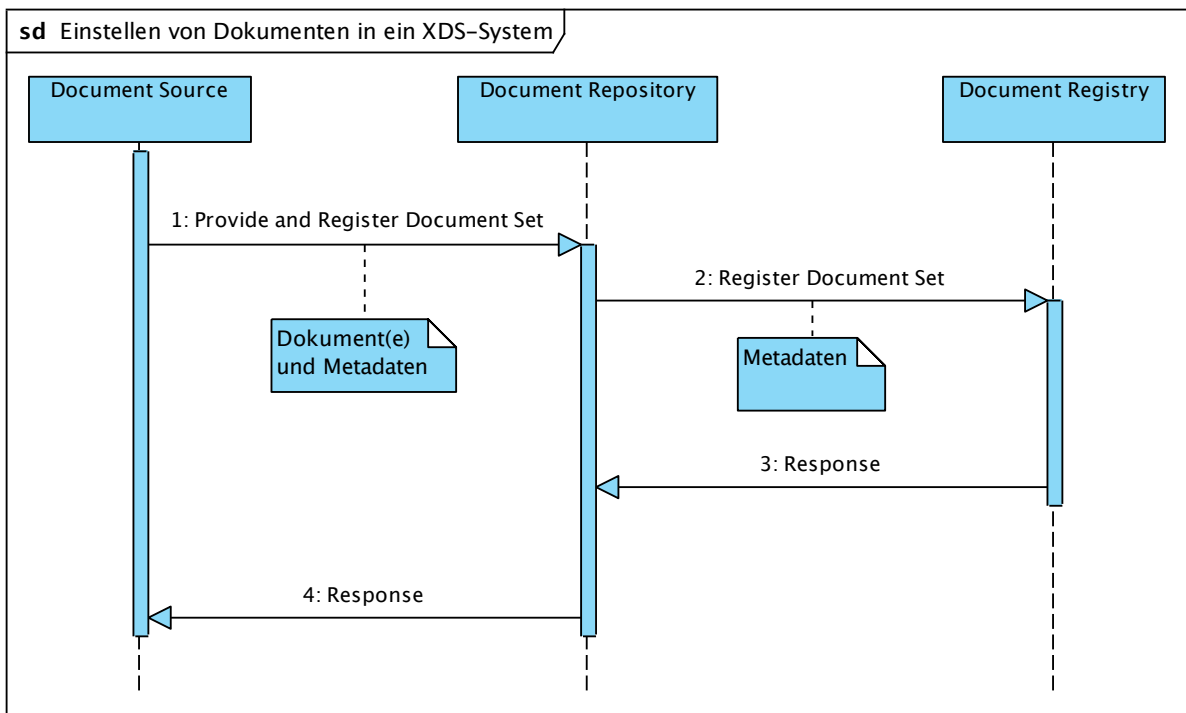 sd Einstellen von Dokumenten in ein XDS-System
Document Source
Document Repository
Document Registry
1: Provide and Register Document Set
2: Register Document Set
Dokument(e)
und Metadaten
Metadaten
3: Response
4: Response